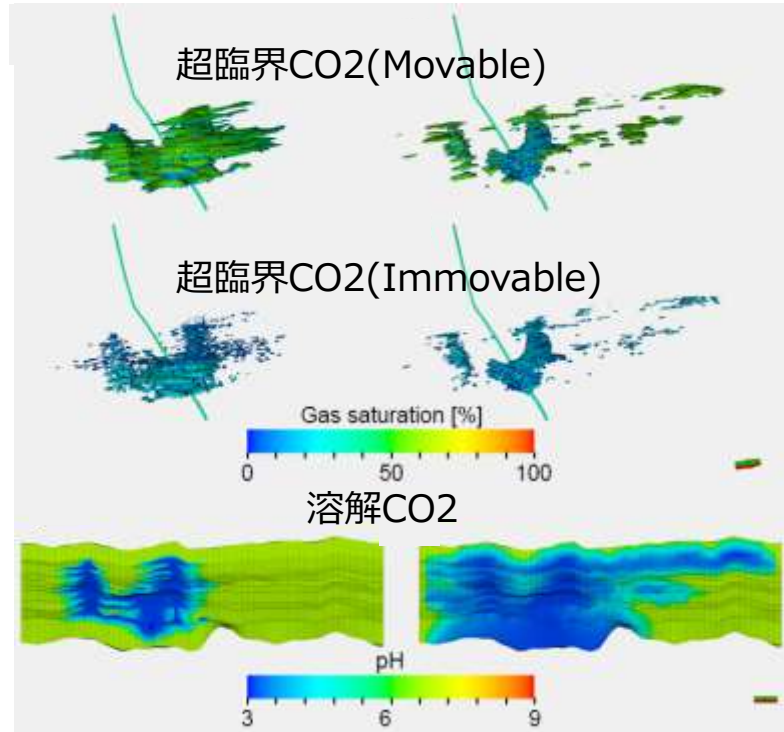 超臨界CO2(Movable)
超臨界CO2(Immovable)
Gas saturation [%]
0 50 100
溶解CO2
pH
3 6 9